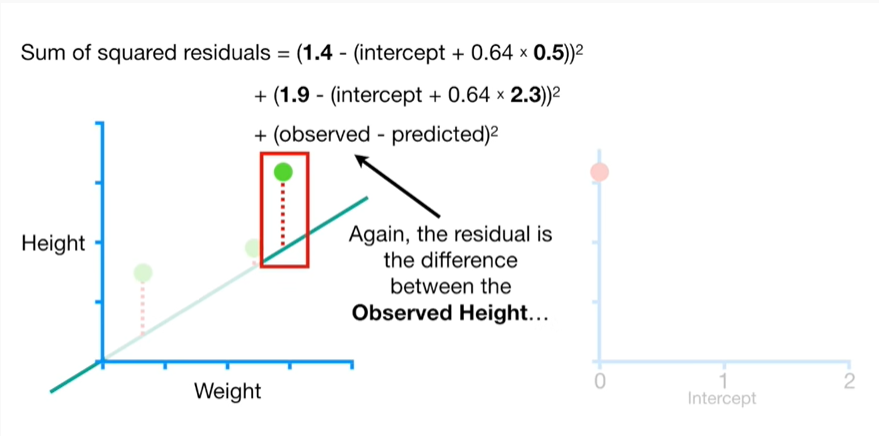 Sum of squared residuals = (1.4 - (intercept + 0.64 × 0.5))²
+ (1.9 - (intercept + 0.64 × 2.3))²
+ (observed - predicted)²
Height
Again, the residual is
the difference
between the
Observed Height...
Weight
0 1 2
Intercept